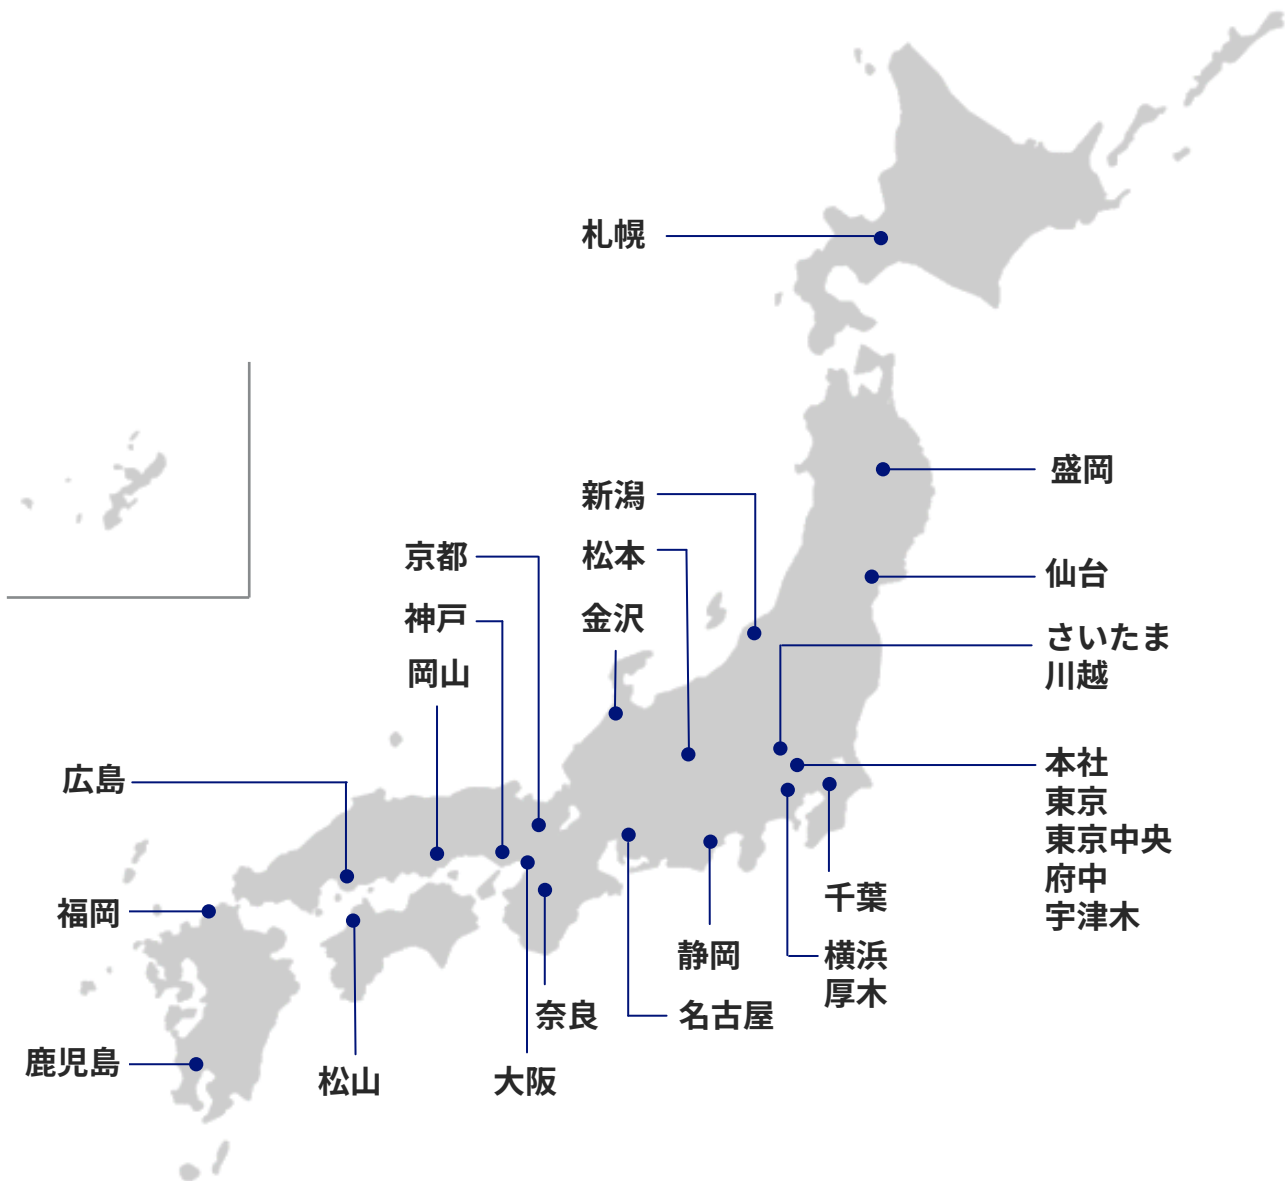 札幌
盛岡
新潟
京都
松本
仙台
神戸
金沢
さいたま
川越
岡山
広島
本社
東京
東京中央
府中
宇津木
福岡
千葉
静岡
横浜
厚木
奈良
名古屋
鹿児島
松山
大阪